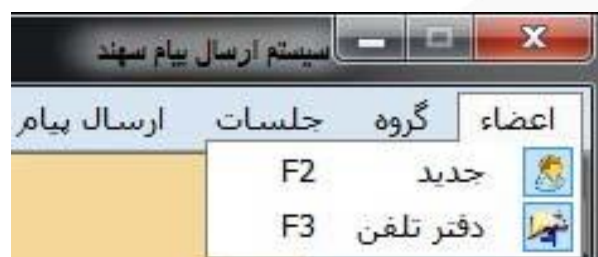 سیستم ارسال پیام سهند
اعضاء گروه جلسات ارسال پیام
جدید F2
دفتر تلفن F3